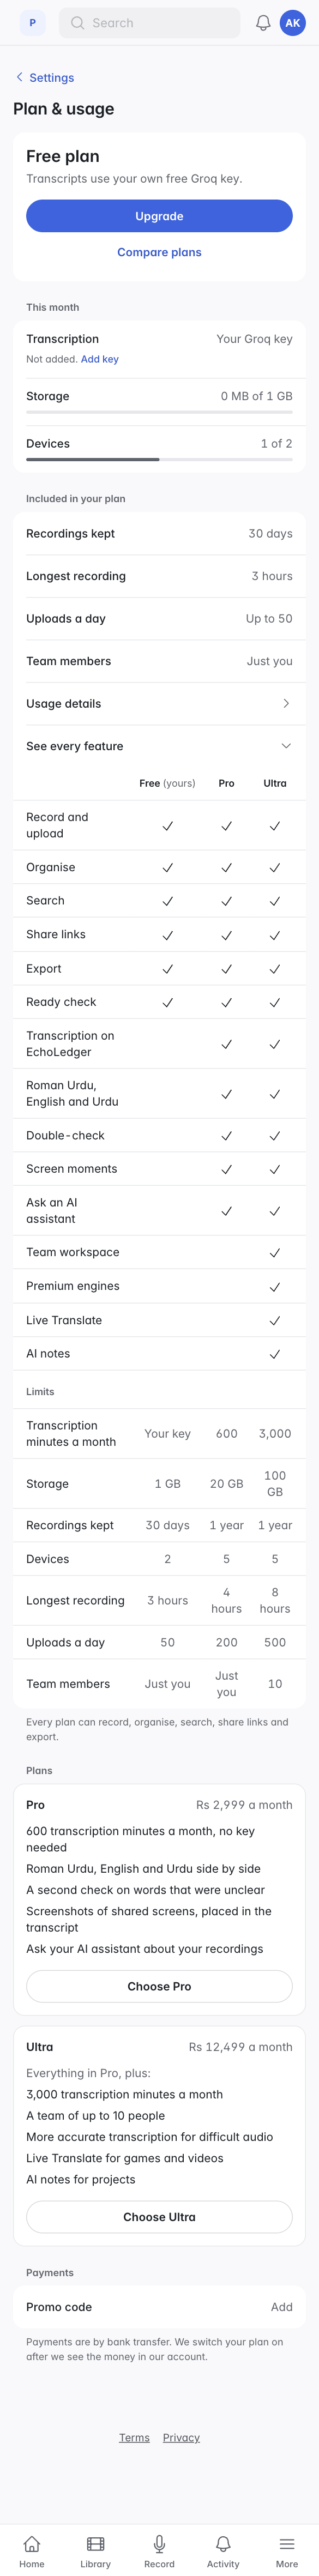 P
Search
AK
Settings
Plan & usage
Free plan
Transcripts use your own free Groq key.
Upgrade
Compare plans
This month
Transcription Your Groq key
Not added. Add key
Storage 0 MB of 1 GB
Devices 1 of 2
Included in your plan
Recordings kept 30 days
Longest recording 3 hours
Uploads a day Up to 50
Team members Just you
Usage details
See every feature
Free (yours) Pro Ultra
Record and
upload
Organise
Search
Share links
Export
Ready check
Transcription on
EchoLedger
Roman Urdu,
English and Urdu
Double-check
Screen moments
Ask an AI
assistant
Team workspace
Premium engines
Live Translate
AI notes
Limits
Transcription
minutes a month Your key 600 3,000
Storage 1 GB 20 GB 100
GB
Recordings kept 30 days 1 year 1 year
Devices 2 5 5
Longest recording 3 hours 4
hours 8
hours
Uploads a day 50 200 500
Team members Just you Just
you 10
Every plan can record, organise, search, share links and
export.
Plans
Pro Rs 2,999 a month
600 transcription minutes a month, no key
needed
Roman Urdu, English and Urdu side by side
A second check on words that were unclear
Screenshots of shared screens, placed in the
transcript
Ask your AI assistant about your recordings
Choose Pro
Ultra Rs 12,499 a month
Everything in Pro, plus:
3,000 transcription minutes a month
A team of up to 10 people
More accurate transcription for difficult audio
Live Translate for games and videos
AI notes for projects
Choose Ultra
Payments
Promo code Add
Payments are by bank transfer. We switch your plan on
after we see the money in our account.
Terms Privacy
Home Library Record Activity More